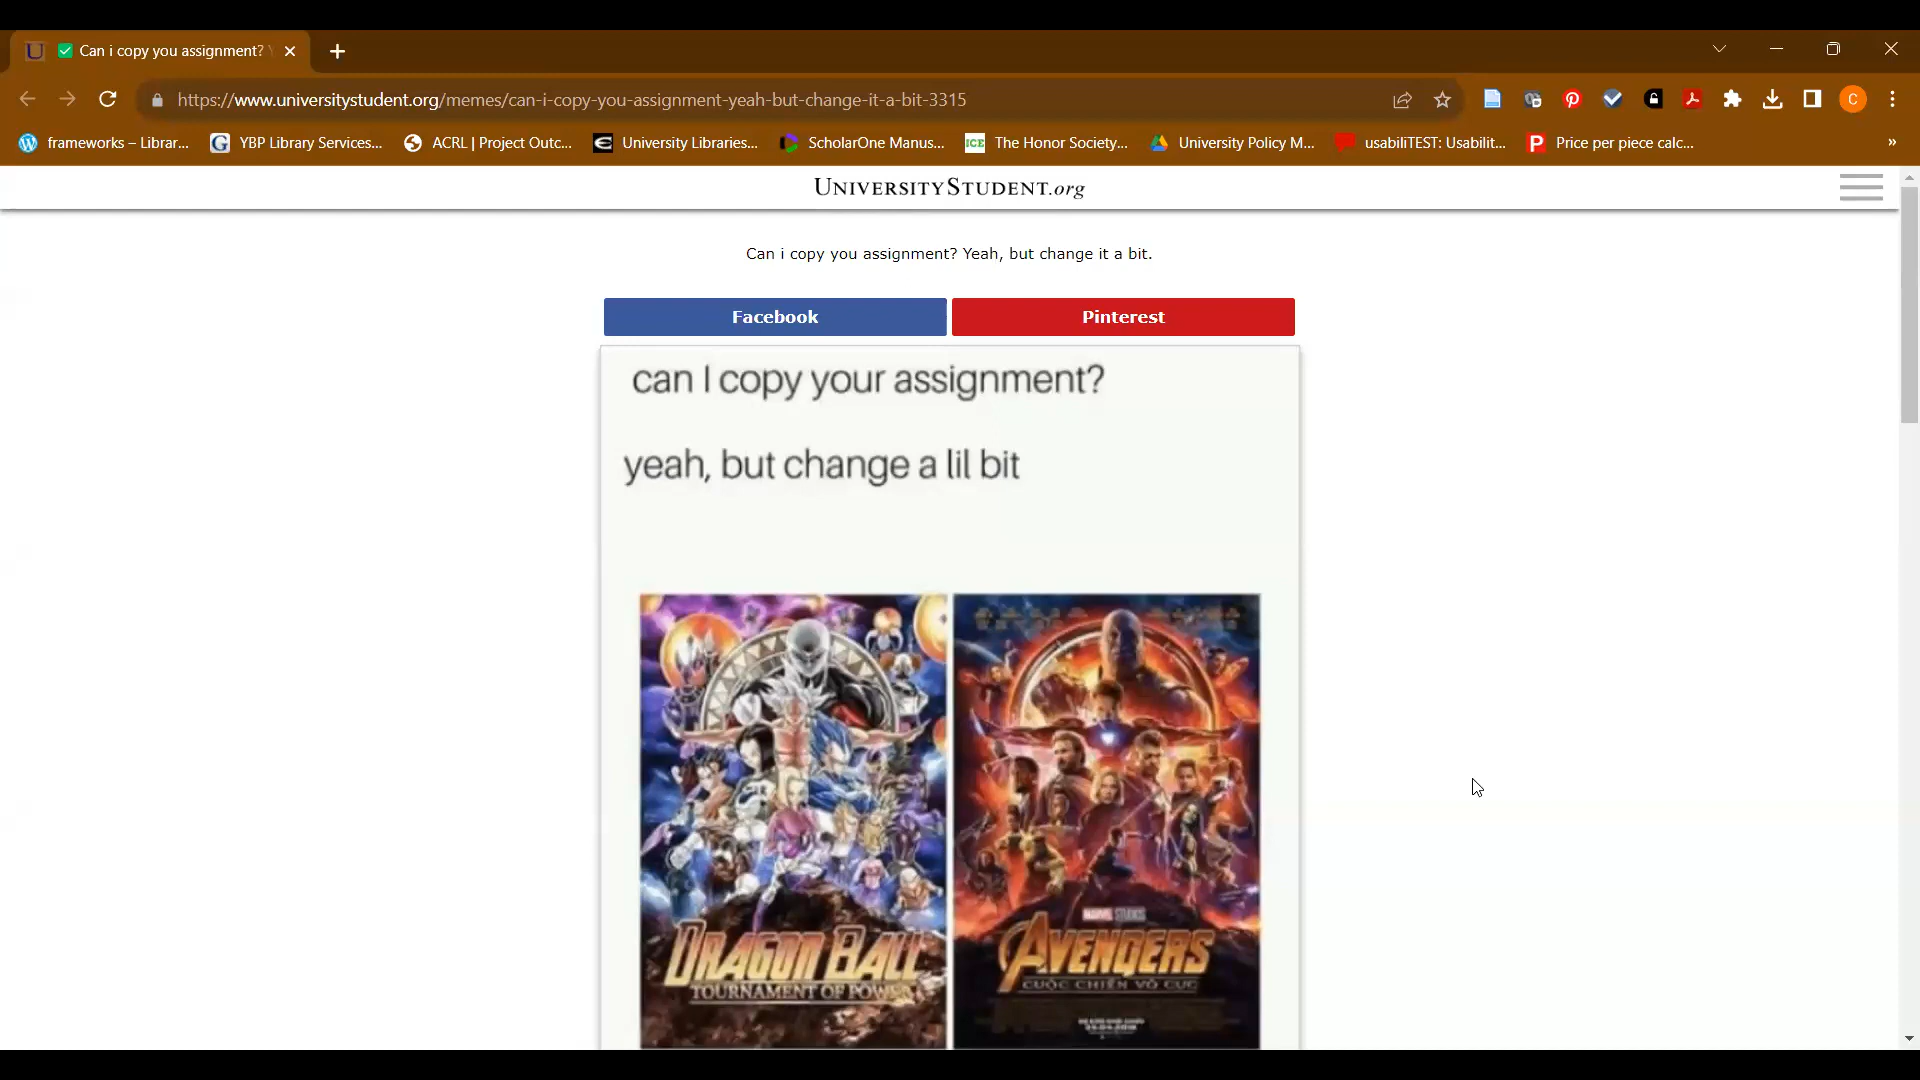 Can i copy you assignment? Y
https://www.universitystudent.org/memes/can-i-copy-you-assignment-yeah-but-change-it-a-bit-3315
C
frameworks – Librar... YBP Library Services... ACRL | Project Outc... University Libraries... ScholarOne Manus... ICE The Honor Society... University Policy M... usabiliTEST: Usabilit... Price per piece calc... »
UNIVERSITYSTUDENT.org
Can i copy you assignment? Yeah, but change it a bit.
Facebook Pinterest
can I copy your assignment?
yeah, but change a lil bit
DRAGON BALL
TOURNAMENT OF POWER
MARVEL STUDIOS
AVENGERS
CUỘC CHIẾN VÔ CỰC